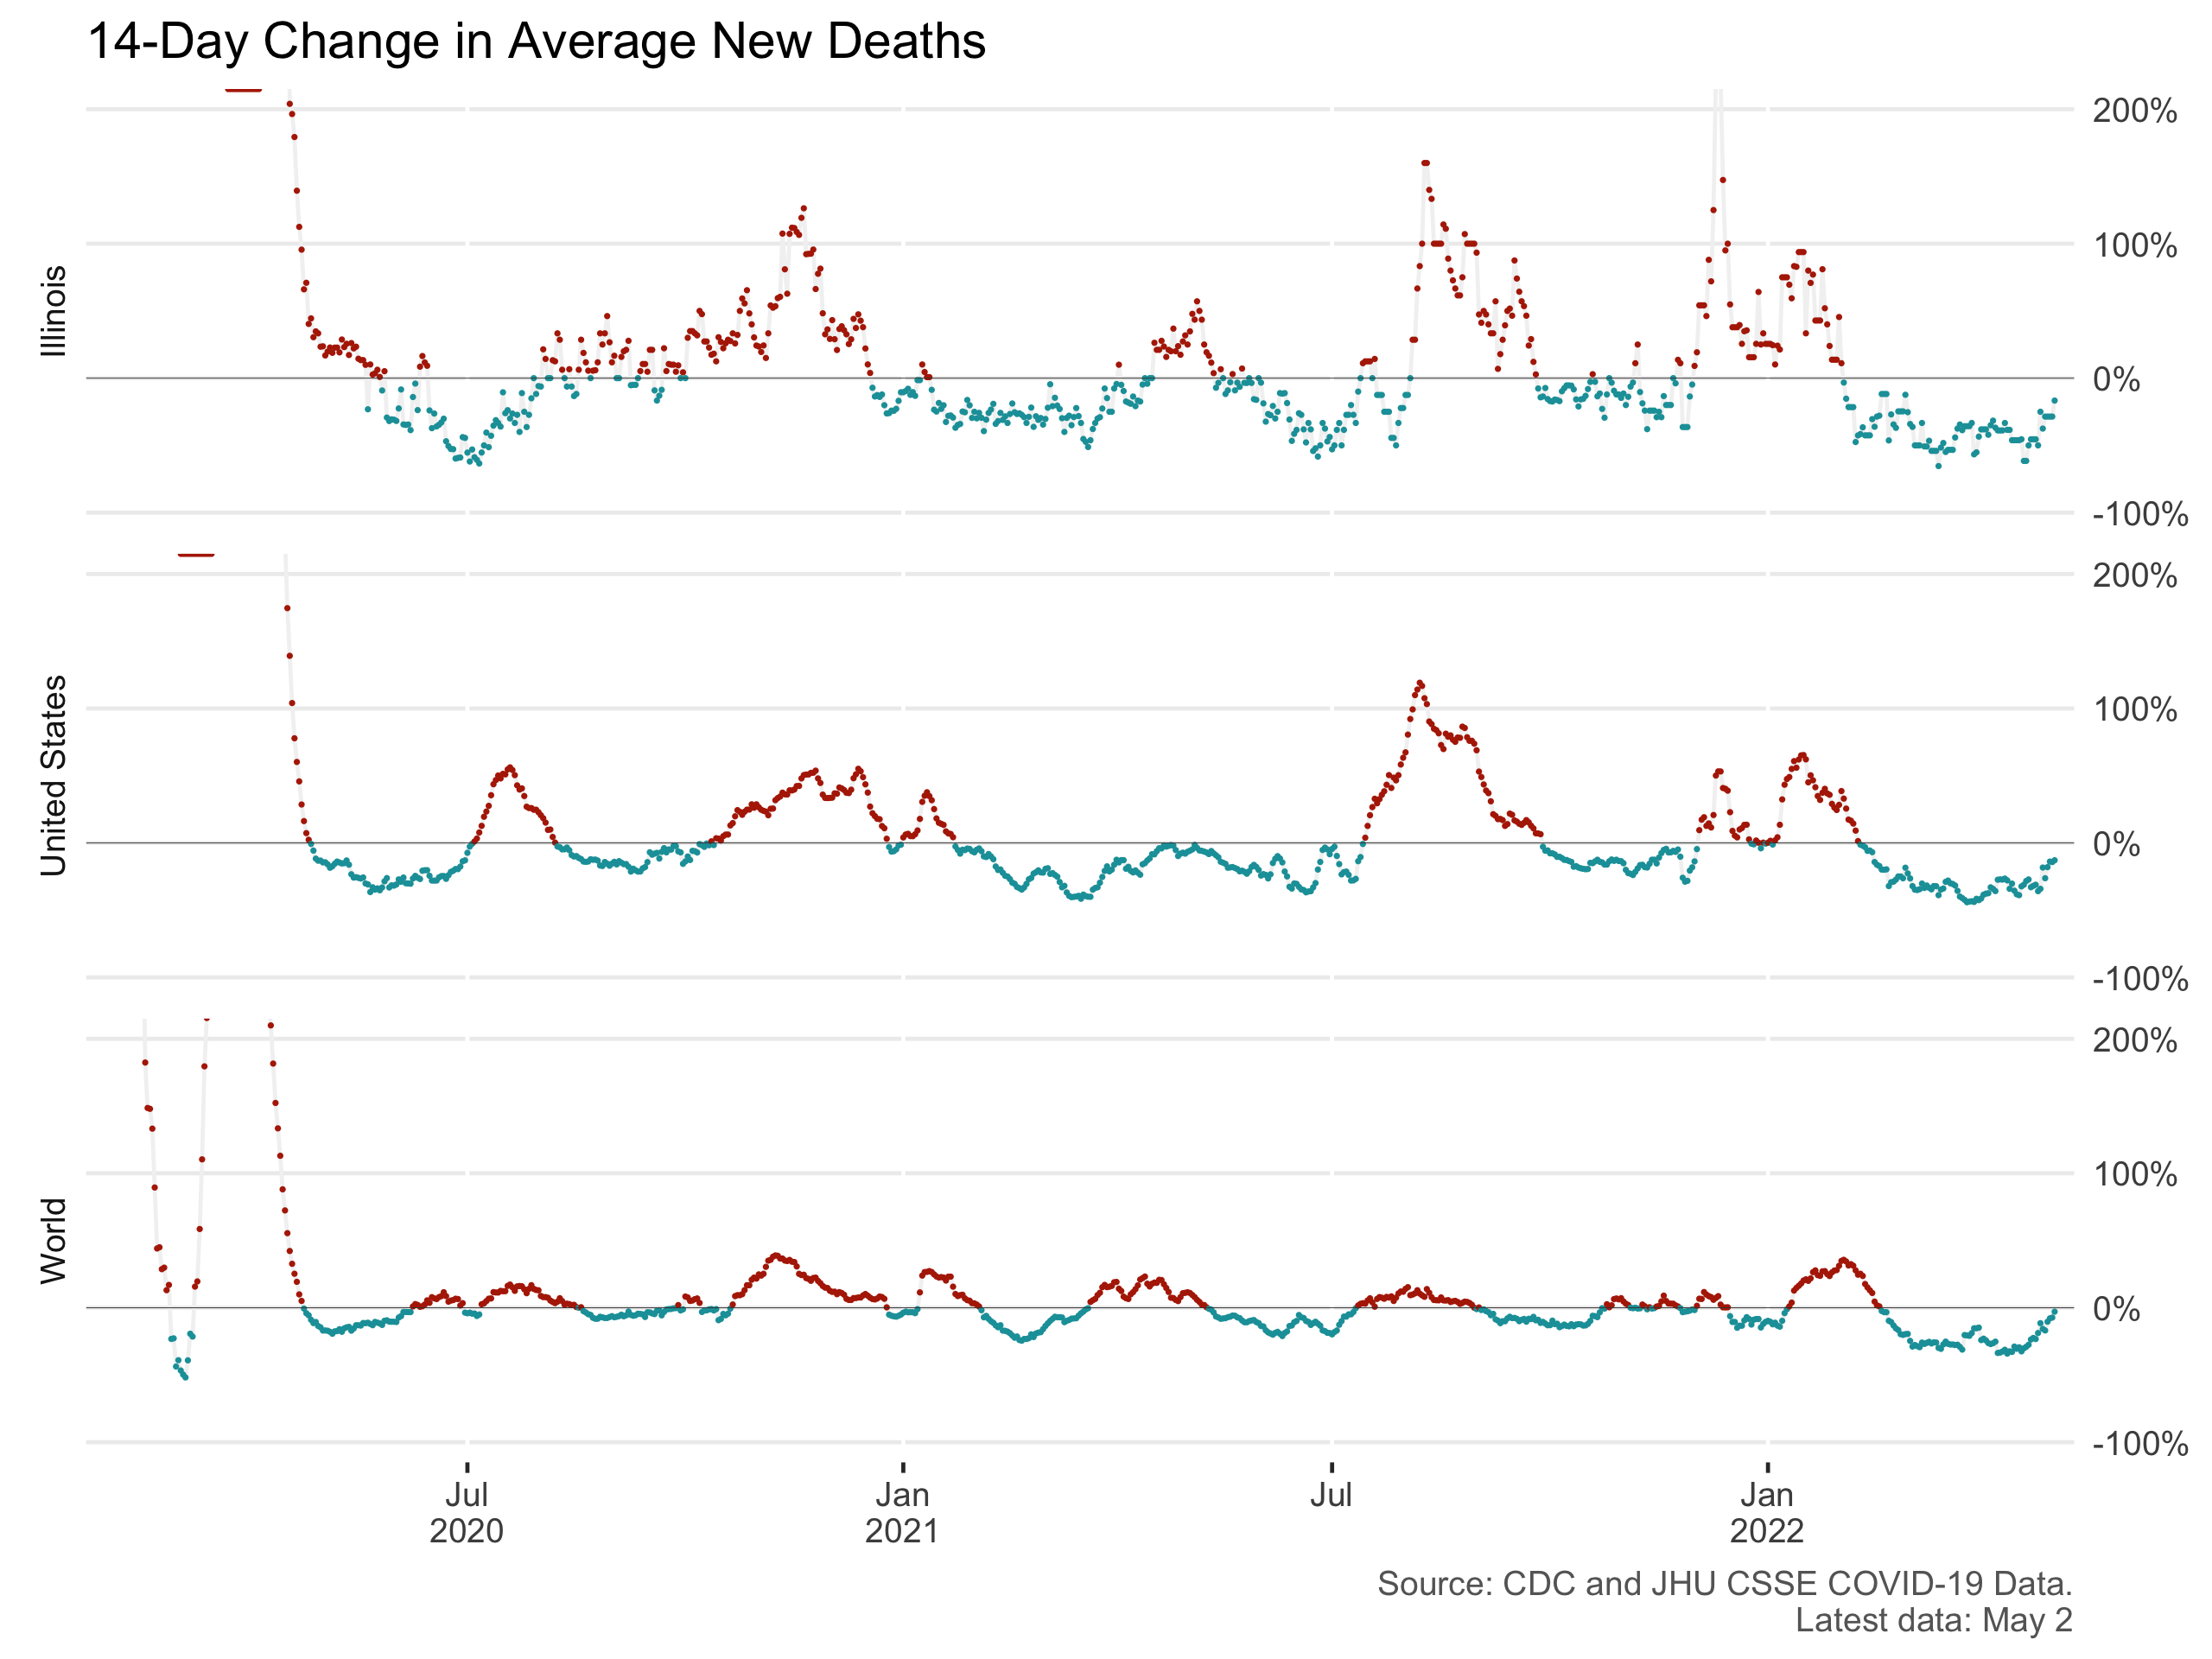 14-Day Change in Average New Deaths
Illinois
200%
100%
0%
-100%
United States
200%
100%
0%
-100%
World
200%
100%
0%
-100%
Jul
2020
Jan
2021
Jul
Jan
2022
Source: CDC and JHU CSSE COVID-19 Data.
Latest data: May 2